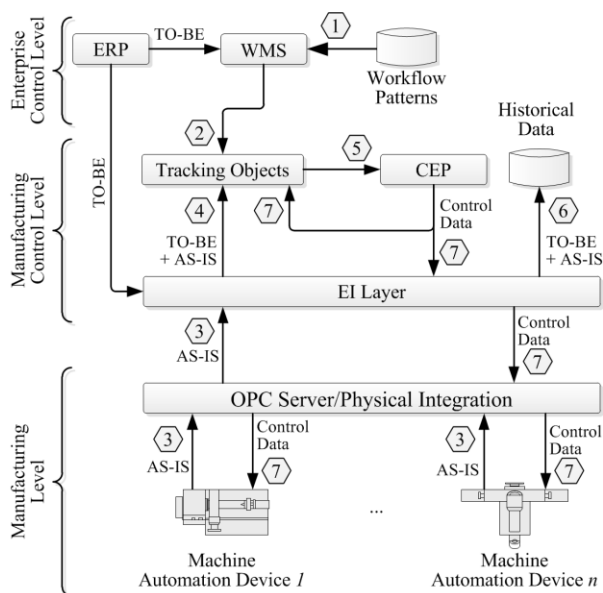 Enterprise
Control Level
ERP
TO-BE
WMS
1
Workflow
Patterns
Historical
Data
2
Manufacturing
Control Level
TO-BE
Tracking Objects
5
CEP
4
7
Control
Data
6
TO-BE
+ AS-IS
7
TO-BE
+ AS-IS
EI Layer
3
AS-IS
Control
Data
7
Manufacturing
Level
OPC Server/Physical Integration
3
AS-IS
Control
Data
7
3
AS-IS
Control
Data
7
...
Machine
Automation Device 1
Machine
Automation Device n